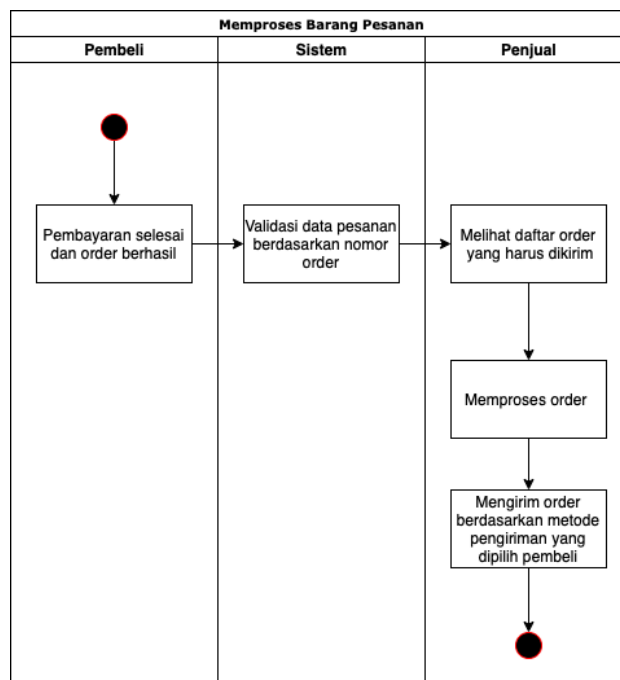 Memproses Barang Pesanan
Pembeli
Sistem
Penjual
Pembayaran selesai
dan order berhasil
Validasi data pesanan
berdasarkan nomor
order
Melihat daftar order
yang harus dikirim
Memproses order
Mengirim order
berdasarkan metode
pengiriman yang
dipilih pembeli